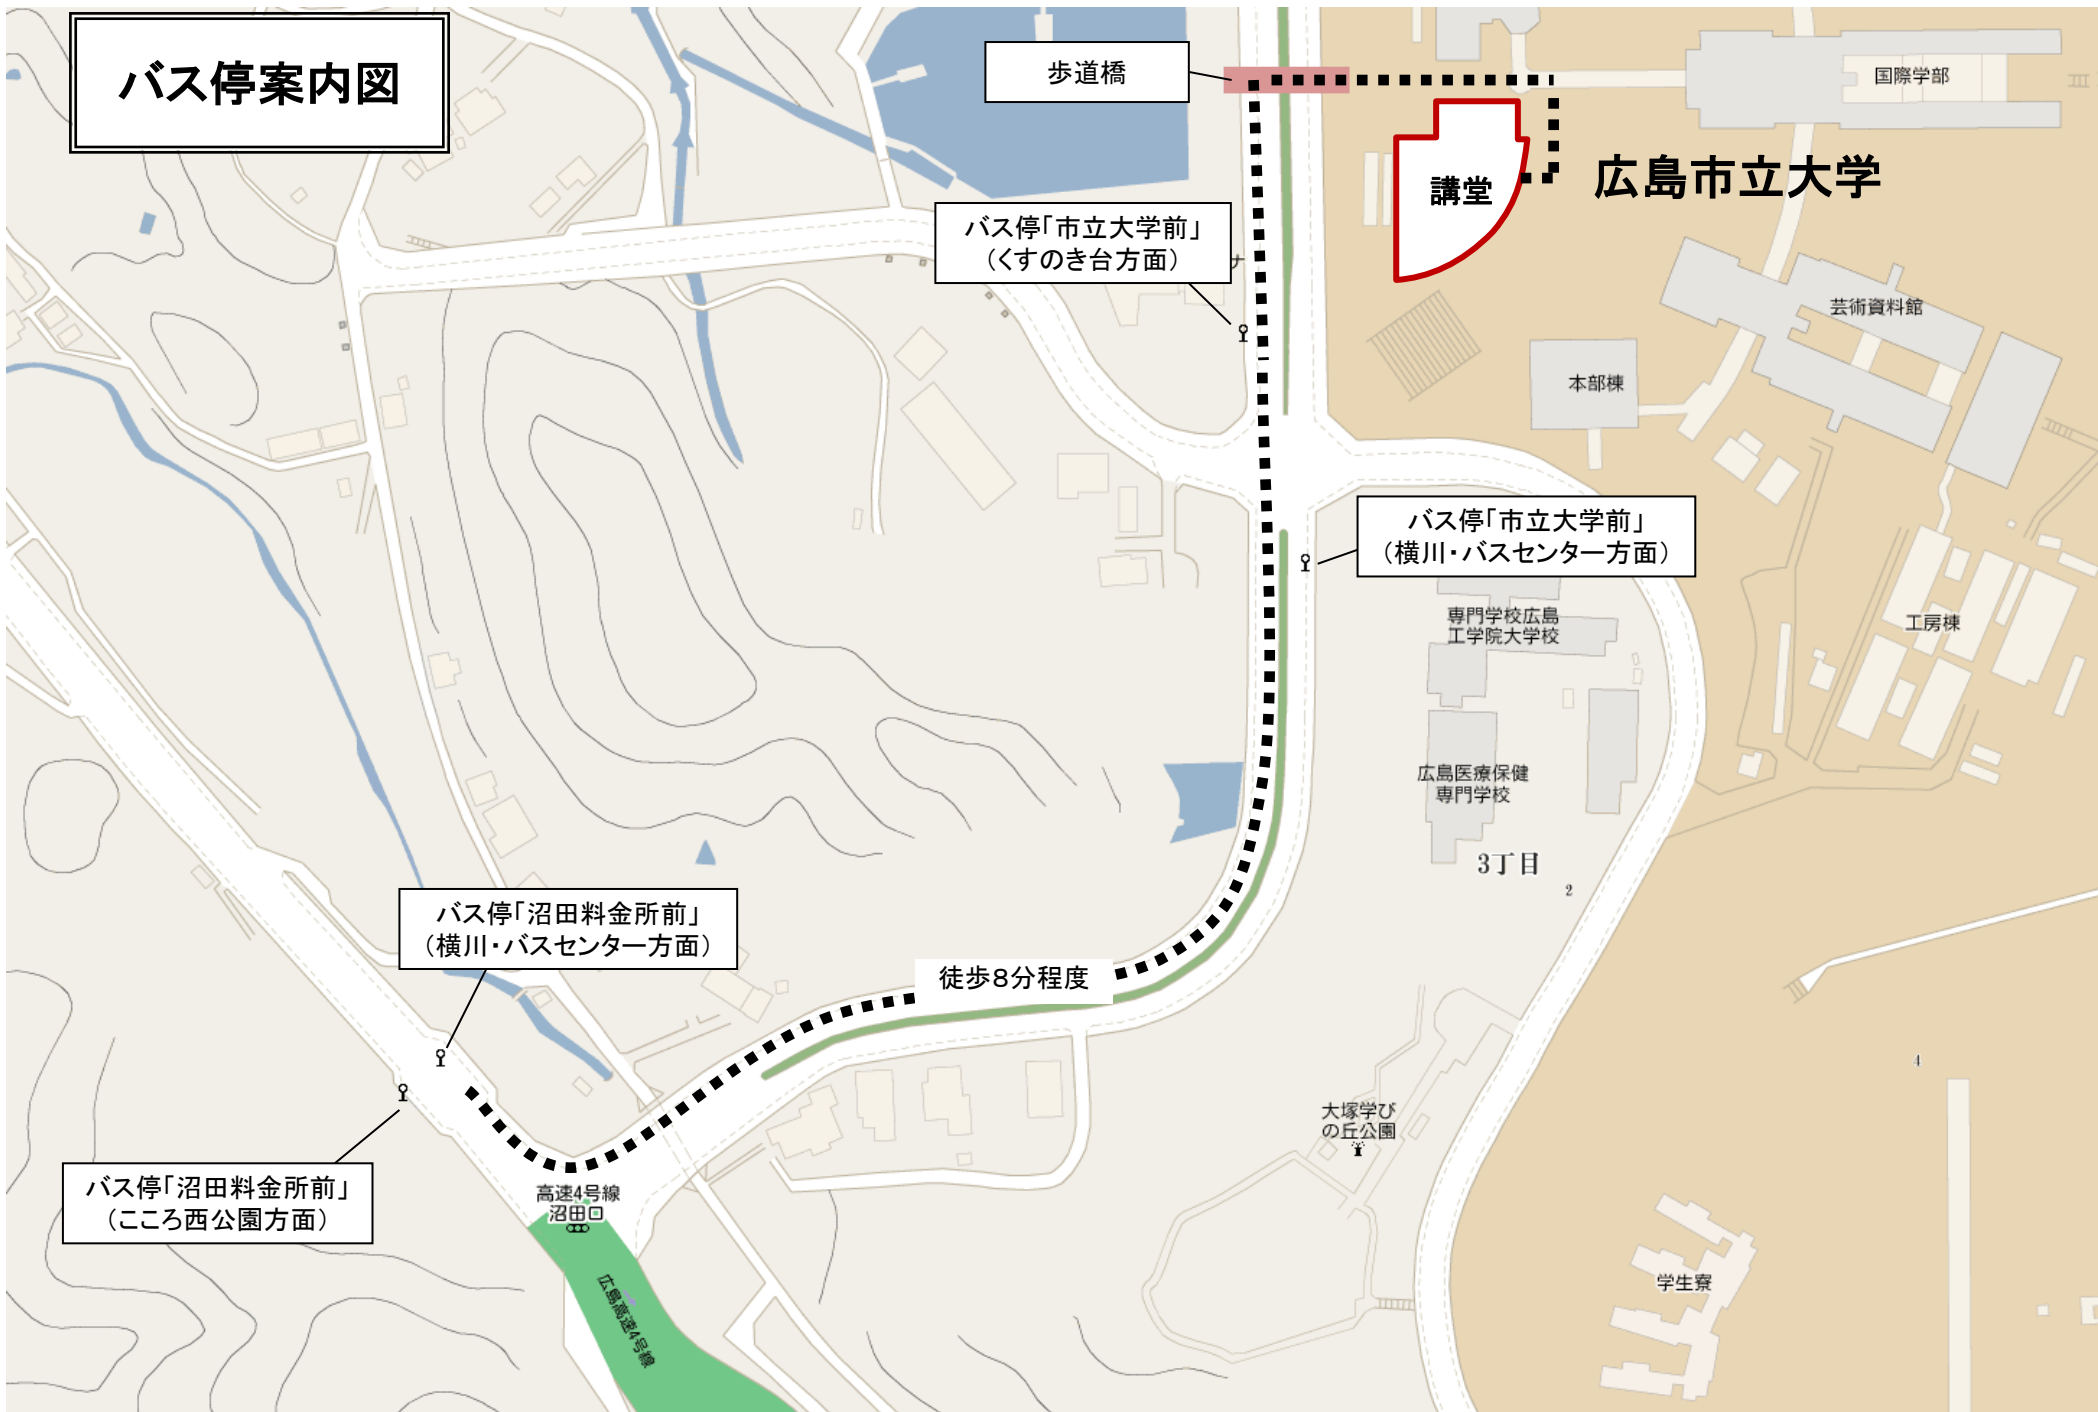 バス停案内図
歩道橋
国際学部
講堂
広島市立大学
バス停「市立大学前」
（くすのき台方面）
ナ
芸術資料館
本部棟
バス停「市立大学前」
（横川・バスセンター方面）
専門学校広島
工学院大学校
工房棟
広島医療保健
専門学校
3丁目
2
バス停「沼田料金所前」
（横川・バスセンター方面）
徒歩８分程度
4
大塚学び
の丘公園
バス停「沼田料金所前」
（こころ西公園方面）
高速4号線
沼田口
広島高速4号線
学生寮